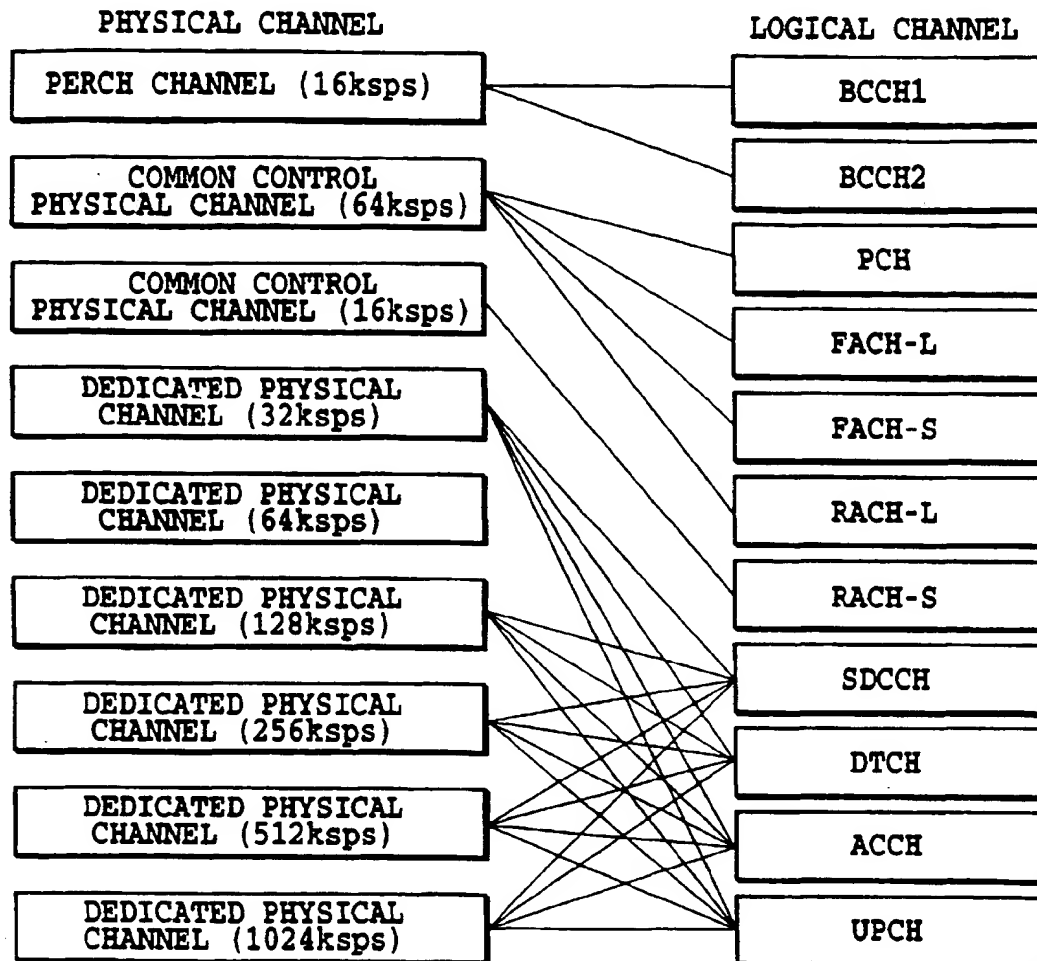 PHYSICAL CHANNEL
PERCH CHANNEL (16ksps)
COMMON CONTROL
PHYSICAL CHANNEL (64ksps)
COMMON CONTROL
PHYSICAL CHANNEL (16ksps)
DEDICATED PHYSICAL
CHANNEL (32ksps)
DEDICATED PHYSICAL
CHANNEL (64ksps)
DEDICATED PHYSICAL
CHANNEL (128ksps)
DEDICATED PHYSICAL
CHANNEL (256ksps)
DEDICATED PHYSICAL
CHANNEL (512ksps)
DEDICATED PHYSICAL
CHANNEL (1024ksps)
LOGICAL CHANNEL
BCCH1
BCCH2
PCH
FACH-L
FACH-S
RACH-L
RACH-S
SDCCH
DTCH
ACCH
UPCH